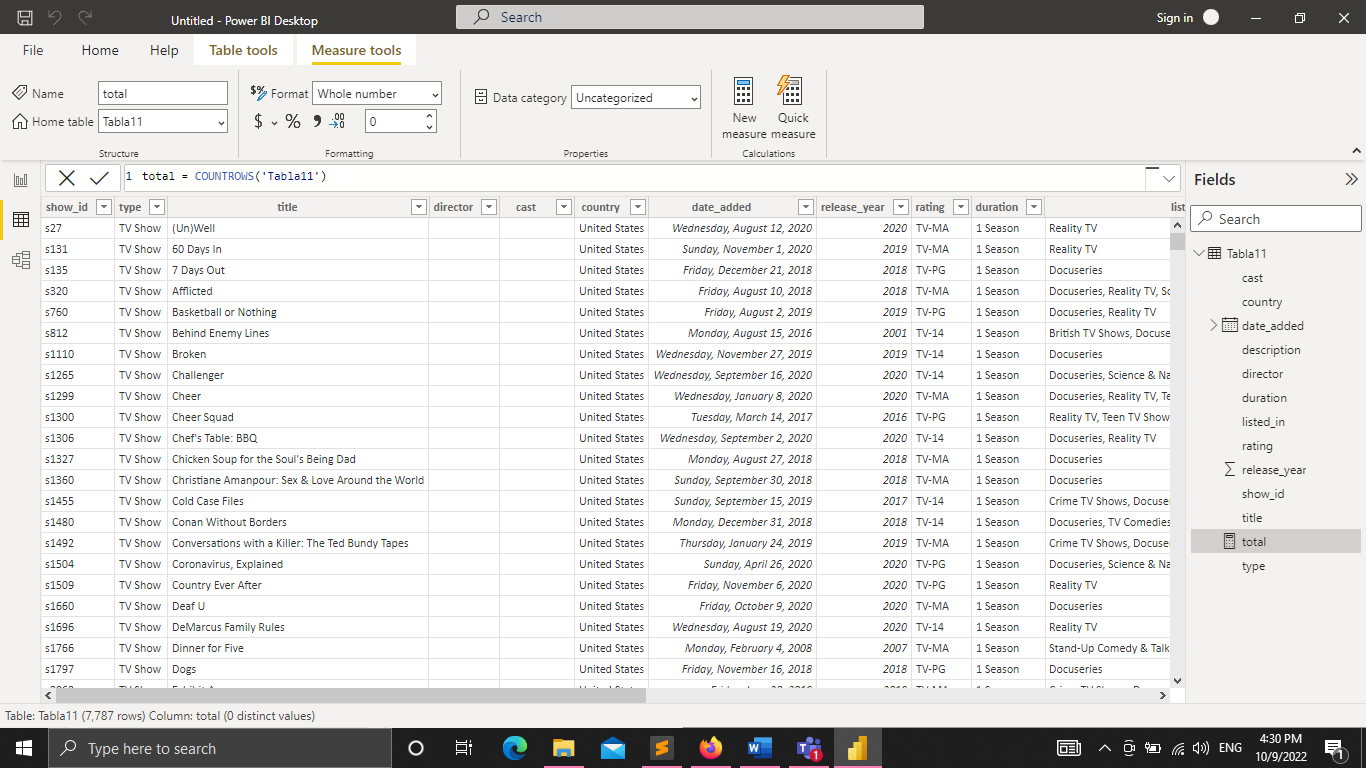 Untitled - Power BI Desktop
Search
Sign in
File Home Help Table tools Measure tools
Name total
Home table Tabla11
Structure
$% Format Whole number
$ % 9 .00 0
Formatting
Data category Uncategorized
Properties
New measure
Quick measure
Calculations
1 total = COUNTROWS('Tabla11')
show_id type title director cast country date_added release_year rating duration list
s27 TV Show (Un)Well United States Wednesday, August 12, 2020 2020 TV-MA 1 Season Reality TV
s131 TV Show 60 Days In United States Sunday, November 1, 2020 2019 TV-MA 1 Season Reality TV
s135 TV Show 7 Days Out United States Friday, December 21, 2018 2018 TV-PG 1 Season Docuseries
s320 TV Show Afflicted United States Friday, August 10, 2018 2018 TV-MA 1 Season Docuseries, Reality TV, Sc
s760 TV Show Basketball or Nothing United States Friday, August 2, 2019 2019 TV-PG 1 Season Docuseries, Reality TV
s812 TV Show Behind Enemy Lines United States Monday, August 15, 2016 2001 TV-14 1 Season British TV Shows, Docuse
s1110 TV Show Broken United States Wednesday, November 27, 2019 2019 TV-14 1 Season Docuseries
s1265 TV Show Challenger United States Wednesday, September 16, 2020 2020 TV-14 1 Season Docuseries, Science & Na
s1299 TV Show Cheer United States Wednesday, January 8, 2020 2020 TV-MA 1 Season Docuseries, Reality TV, Te
s1300 TV Show Cheer Squad United States Tuesday, March 14, 2017 2016 TV-PG 1 Season Reality TV, Teen TV Show
s1306 TV Show Chef's Table: BBQ United States Wednesday, September 2, 2020 2020 TV-14 1 Season Docuseries, Reality TV
s1327 TV Show Chicken Soup for the Soul's Being Dad United States Monday, August 27, 2018 2018 TV-MA 1 Season Docuseries
s1360 TV Show Christiane Amanpour: Sex & Love Around the World United States Sunday, September 30, 2018 2018 TV-MA 1 Season Docuseries
s1455 TV Show Cold Case Files United States Sunday, September 15, 2019 2017 TV-14 1 Season Crime TV Shows, Docuse
s1480 TV Show Conan Without Borders United States Monday, December 31, 2018 2018 TV-14 1 Season Docuseries, TV Comedies
s1492 TV Show Conversations with a Killer: The Ted Bundy Tapes United States Thursday, January 24, 2019 2019 TV-MA 1 Season Crime TV Shows, Docuse
s1504 TV Show Coronavirus, Explained United States Sunday, April 26, 2020 2020 TV-PG 1 Season Docuseries, Science & Na
s1509 TV Show Country Ever After United States Friday, November 6, 2020 2020 TV-PG 1 Season Reality TV
s1660 TV Show Deaf U United States Friday, October 9, 2020 2020 TV-MA 1 Season Docuseries
s1696 TV Show DeMarcus Family Rules United States Wednesday, August 19, 2020 2020 TV-14 1 Season Reality TV
s1766 TV Show Dinner for Five United States Monday, February 4, 2008 2007 TV-MA 1 Season Stand-Up Comedy & Talk
s1797 TV Show Dogs United States Friday, November 16, 2018 2018 TV-PG 1 Season Docuseries
Fields
Search
Tabla11
cast
country
date_added
description
director
duration
listed_in
rating
release_year
show_id
title
total
type
Table: Tabla11 (7,787 rows) Column: total (0 distinct values)
Type here to search
1
ENG
4:30 PM
10/9/2022
1